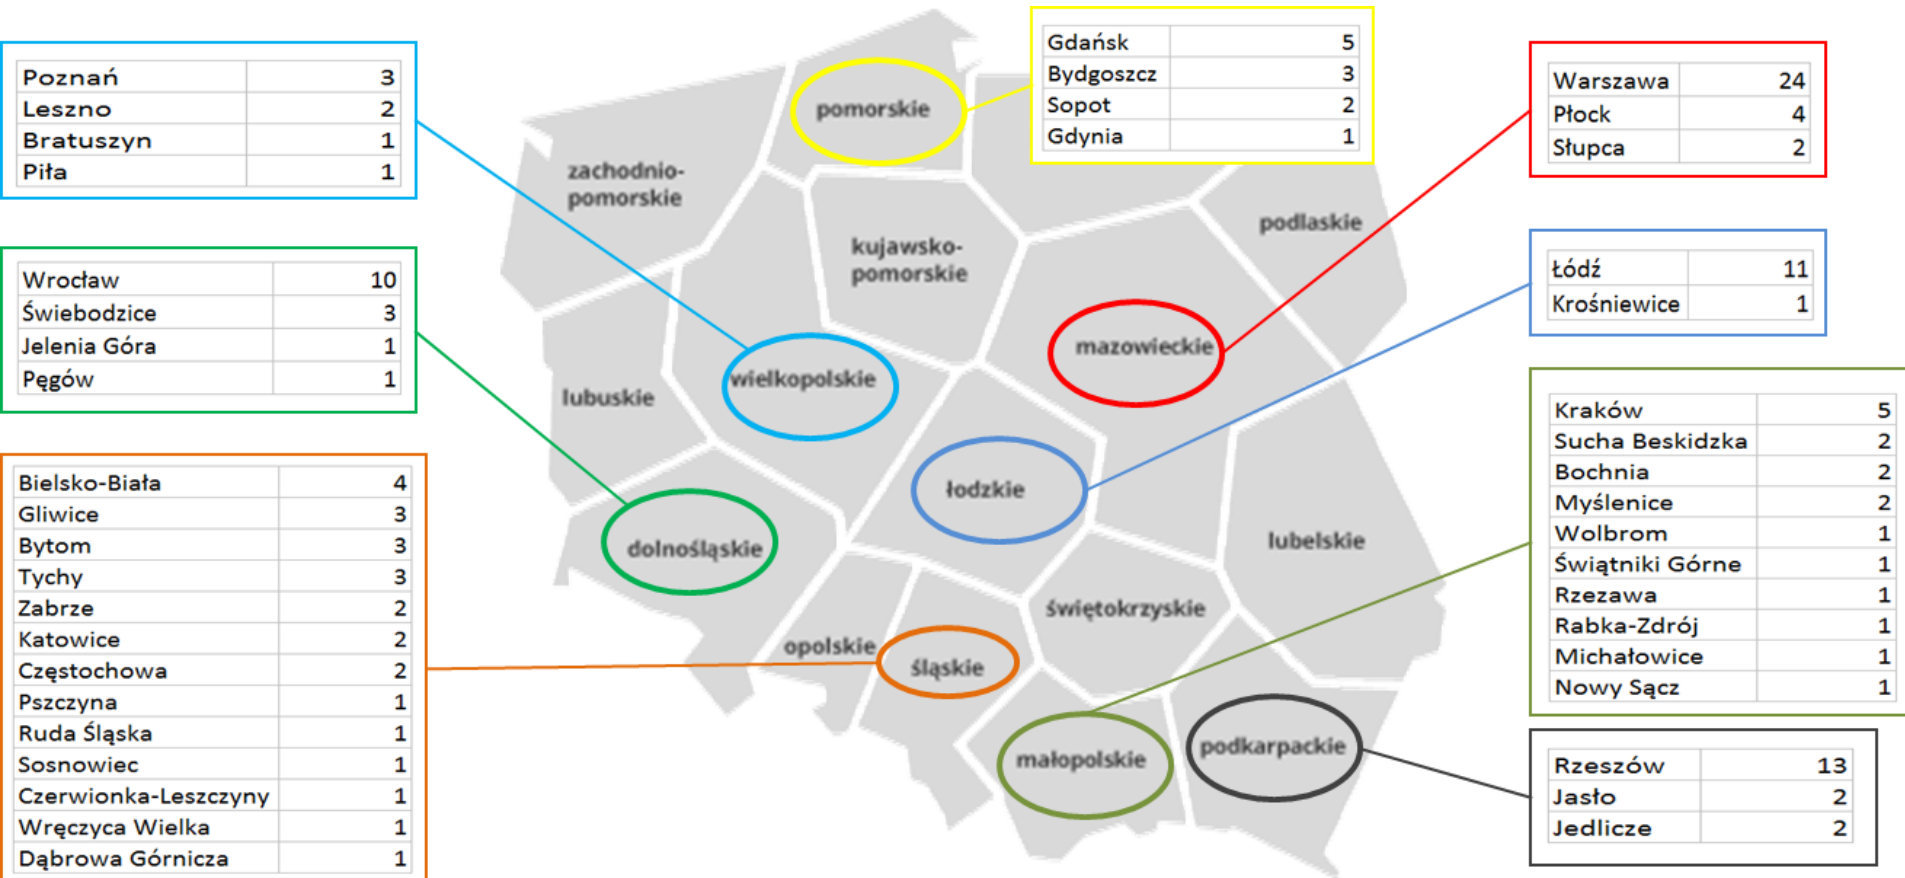 Poznań 3
Leszno 2
Bratuszyn 1
Piła 1
Wrocław 10
Świebodzice 3
Jelenia Góra 1
Pęgów 1
Bielsko-Biała 4
Gliwice 3
Bytom 3
Tychy 3
Zabrze 2
Katowice 2
Częstochowa 2
Pszczyna 1
Ruda Śląska 1
Sosnowiec 1
Czerwionka-Leszczyny 1
Wręczyca Wielka 1
Dąbrowa Górnicza 1
Gdańsk 5
Bydgoszcz 3
Sopot 2
Gdynia 1
pomorskie
zachodnio-
pomorskie
kujawsko-
pomorskie
podlaskie
mazowieckie
wielkopolskie
lubuskie
łodzkie
dolnośląskie
lubelskie
świętokrzyskie
opolskie
śląskie
małopolskie
podkarpackie
Warszawa 24
Płock 4
Słupca 2
Łódź 11
Krośniewice 1
Kraków 5
Sucha Beskidzka 2
Bochnia 2
Myślenice 2
Wolbrom 1
Świątniki Górne 1
Rzezawa 1
Rabka-Zdrój 1
Michałowice 1
Nowy Sącz 1
Rzeszów 13
Jasło 2
Jedlicze 2